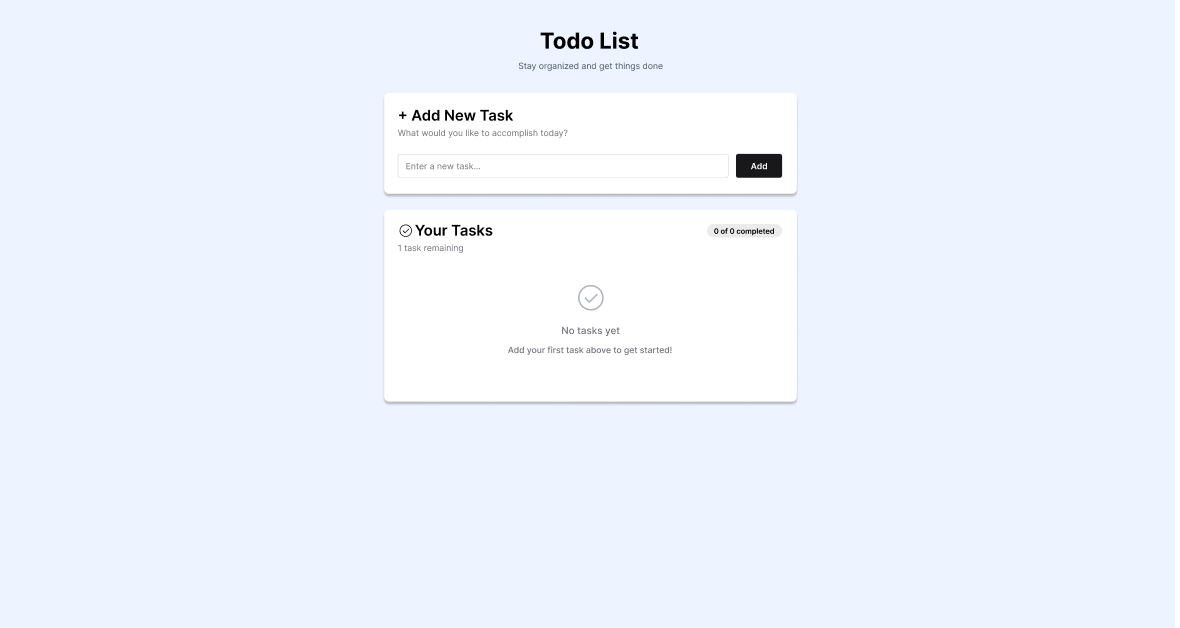 Todo List
Stay organized and get things done
+ Add New Task
What would you like to accomplish today?
Enter a new task...
Add
Your Tasks
0 of 0 completed
1 task remaining
No tasks yet
Add your first task above to get started!